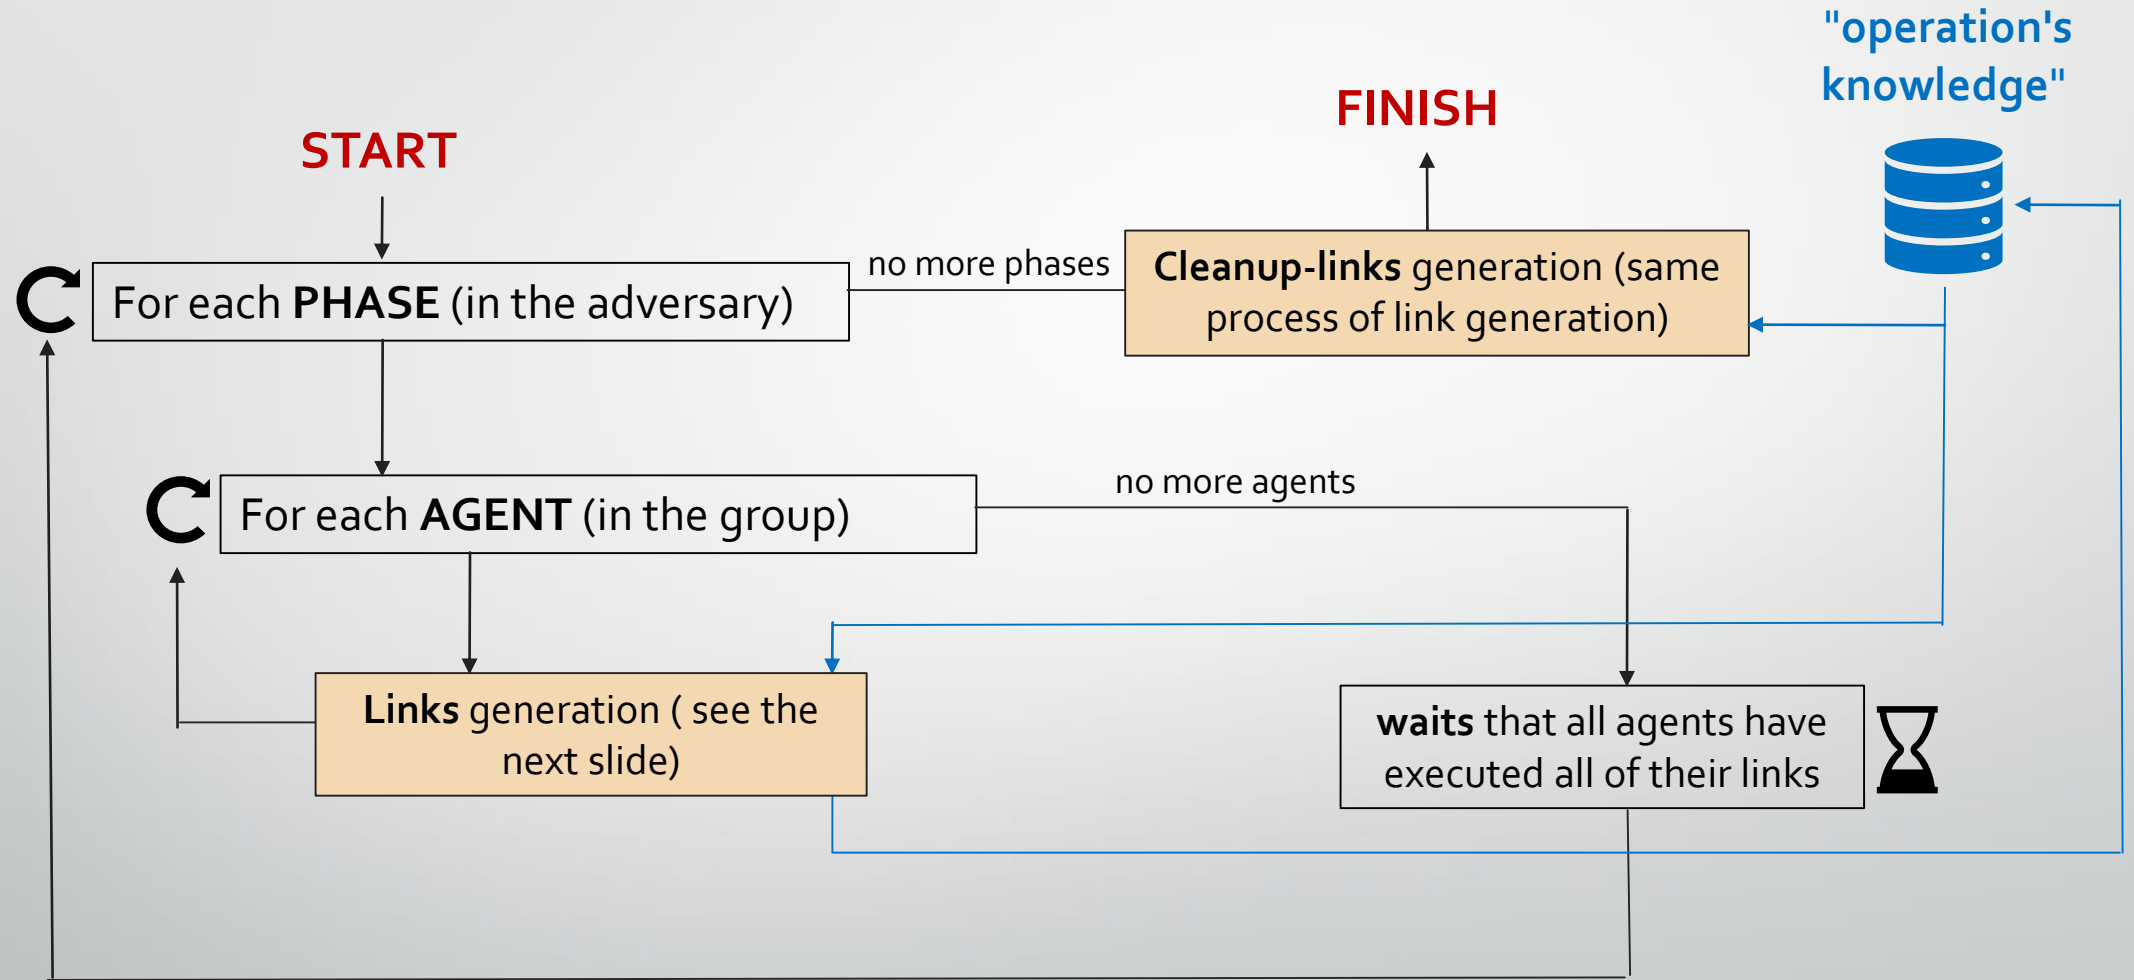 "operation's
knowledge"
FINISH
START
no more phases
Cleanup-links generation (same
process of link generation)
For each PHASE (in the adversary)
no more agents
For each AGENT (in the group)
Links generation ( see the
next slide)
waits that all agents have
executed all of their links